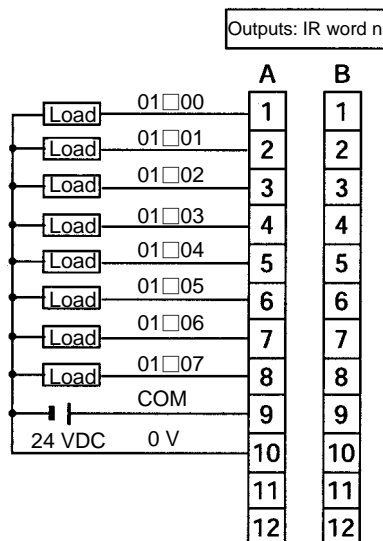 Outputs: IR word n
A B
Load 01□00 1 1
Load 01□01 2 2
Load 01□02 3 3
Load 01□03 4 4
Load 01□04 5 5
Load 01□05 6 6
Load 01□06 7 7
Load 01□07 8 8
COM 9 9
24 VDC 0 V 10 10
11 11
12 12